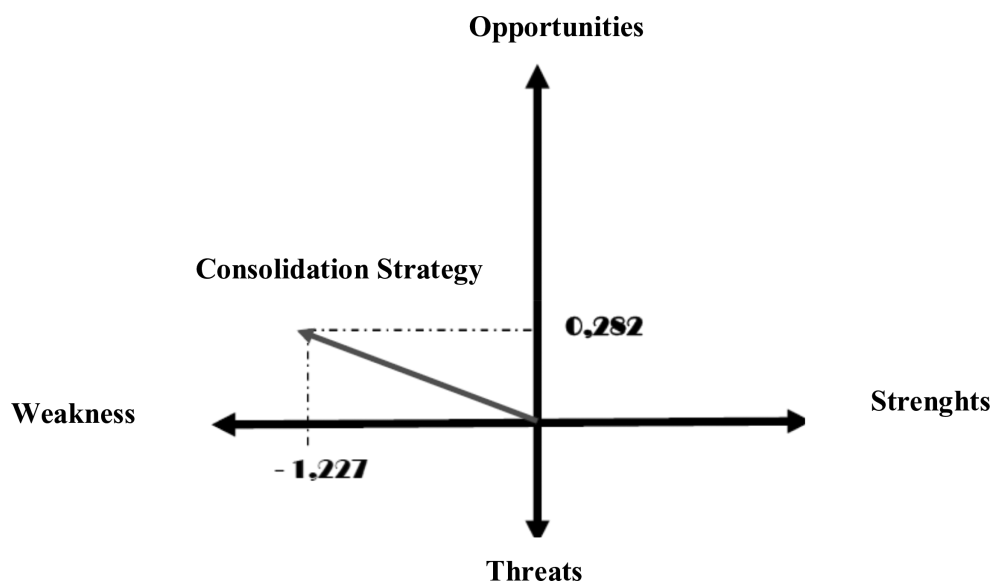 Opportunities
Consolidation Strategy
0,282
Weakness
Strenghts
- 1,227
Threats